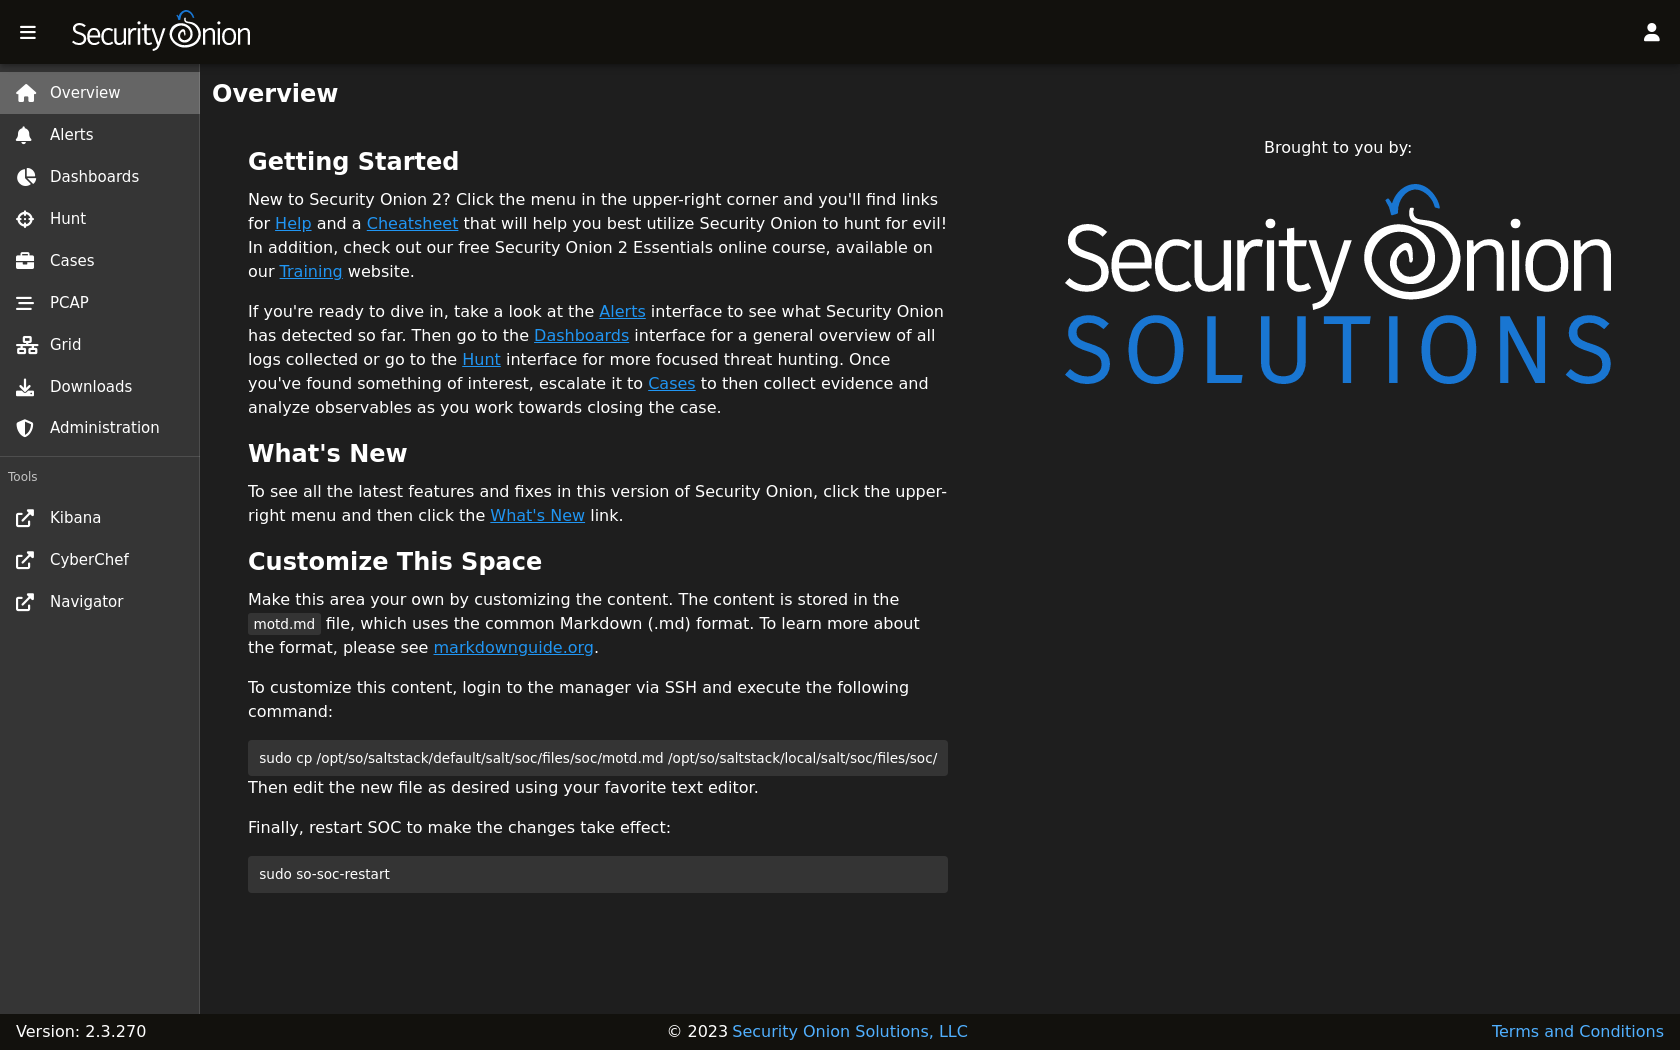 Security Onion
Overview
Alerts
Dashboards
Hunt
Cases
PCAP
Grid
Downloads
Administration
Tools
Kibana
CyberChef
Navigator
Overview
Getting Started
New to Security Onion 2? Click the menu in the upper-right corner and you'll find links
for Help and a Cheatsheet that will help you best utilize Security Onion to hunt for evil!
In addition, check out our free Security Onion 2 Essentials online course, available on
our Training website.
If you're ready to dive in, take a look at the Alerts interface to see what Security Onion
has detected so far. Then go to the Dashboards interface for a general overview of all
logs collected or go to the Hunt interface for more focused threat hunting. Once
you've found something of interest, escalate it to Cases to then collect evidence and
analyze observables as you work towards closing the case.
What's New
To see all the latest features and fixes in this version of Security Onion, click the upper-
right menu and then click the What's New link.
Customize This Space
Make this area your own by customizing the content. The content is stored in the
motd.md file, which uses the common Markdown (.md) format. To learn more about
the format, please see markdownguide.org.
To customize this content, login to the manager via SSH and execute the following
command:
sudo cp /opt/so/saltstack/default/salt/soc/files/soc/motd.md /opt/so/saltstack/local/salt/soc/files/soc/
Then edit the new file as desired using your favorite text editor.
Finally, restart SOC to make the changes take effect:
sudo so-soc-restart
Brought to you by:
Security Onion
SOLUTIONS
Version: 2.3.270
© 2023 Security Onion Solutions, LLC
Terms and Conditions